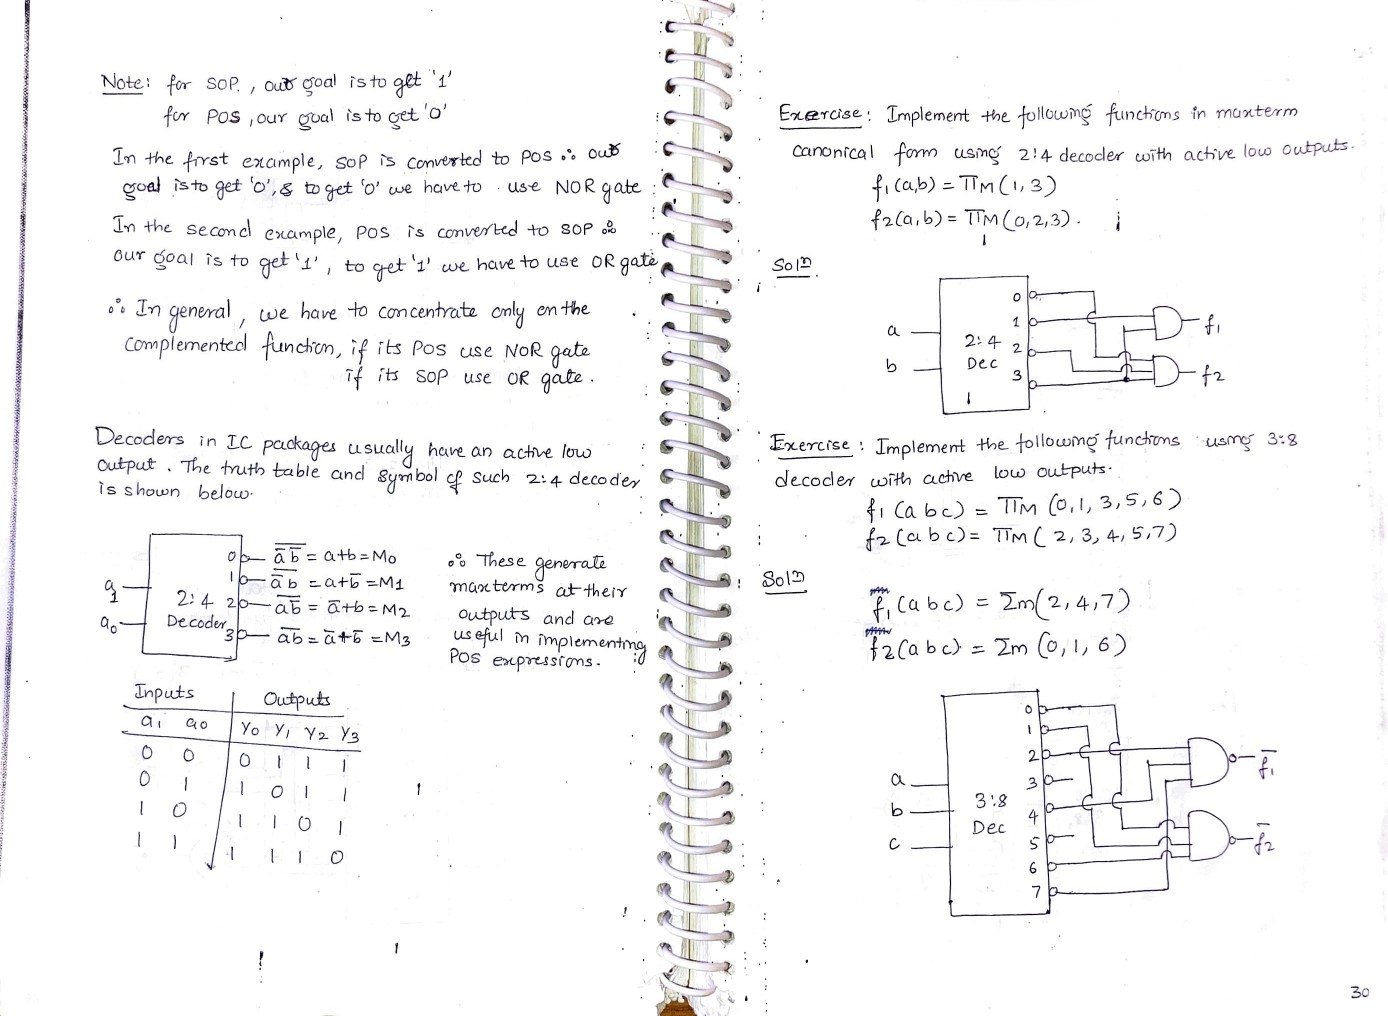 Note: for SOP, our goal is to get '1'
for POS, our goal is to get '0'
In the first example, SOP is converted to POS ∴ our
goal is to get '0', & to get '0' we have to use NOR gate
In the second example, POS is converted to SOP ∴
our goal is to get '1', to get '1' we have to use OR gate
∴ In general, we have to concentrate only on the
complemented function, if its POS use NOR gate
if its SOP use OR gate.
Decoders in IC packages usually have an active low
output. The truth table and symbol of such 2:4 decoder
is shown below.
a1
a0
2:4
Decoder
0 \overline{āb̄} = a+b = M0
1 \overline{āb} = a+b̄ = M1
2 \overline{ab̄} = ā+b = M2
3 \overline{ab} = ā+b̄ = M3
∴ These generate
maxterms at their
outputs and are
useful in implementing
POS expressions.
Inputs Outputs
a1 a0 Y0 Y1 Y2 Y3
0 0 0 1 1 1
0 1 1 0 1 1
1 0 1 1 0 1
1 1 1 1 1 0
Exercise: Implement the following functions in maxterm
canonical form using 2:4 decoder with active low outputs.
f1(a,b) = ΠM(1,3)
f2(a,b) = ΠM(0,2,3).
Soln
a
b
2:4
Dec
0
1
2
3
f1
f2
Exercise: Implement the following functions using 3:8
decoder with active low outputs.
f1(abc) = ΠM(0,1,3,5,6)
f2(abc) = ΠM(2,3,4,5,7)
Soln
f1(abc) = Σm(2,4,7)
f2(abc) = Σm(0,1,6)
a
b
c
3:8
Dec
0
1
2
3
4
5
6
7
f̄1
f̄2
30